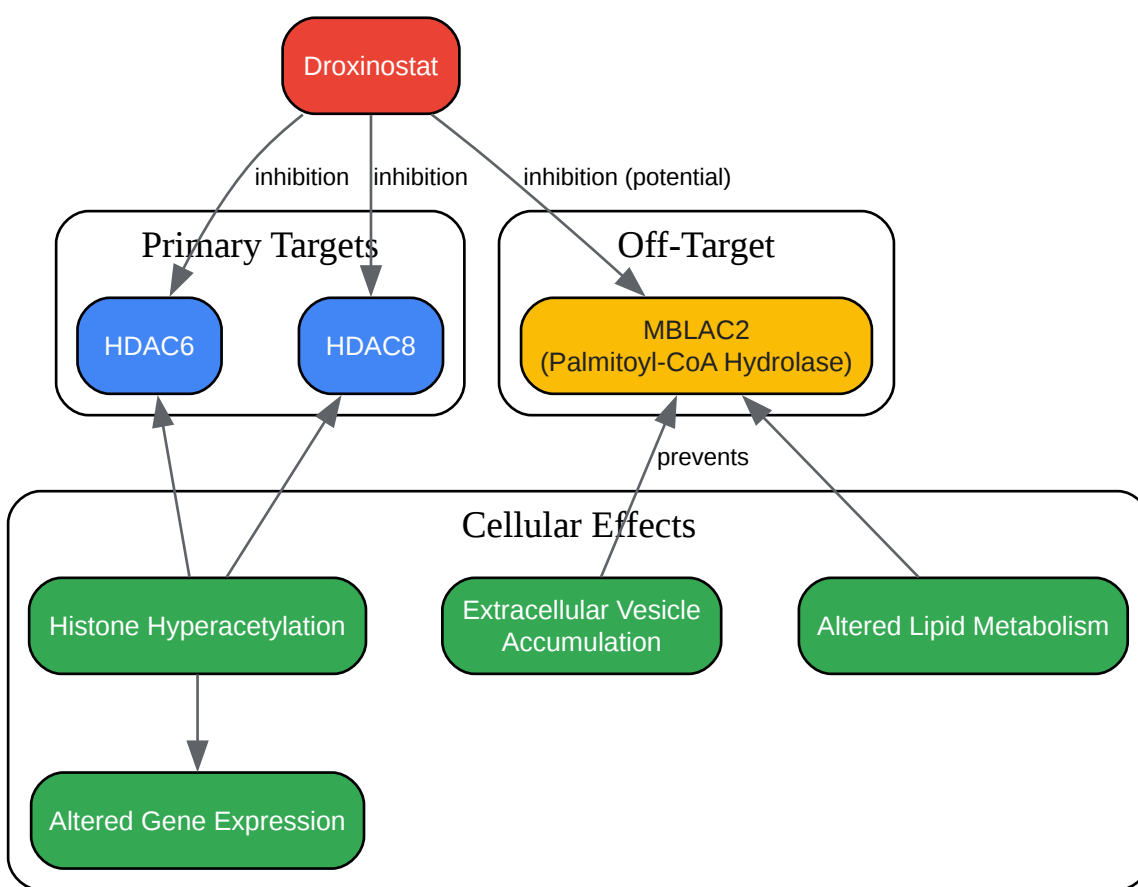 Droxinostat
inhibition
inhibition
inhibition (potential)
Primary Targets
Off-Target
HDAC6
HDAC8
MBLAC2
(Palmitoyl-CoA Hydrolase)
prevents
Cellular Effects
Histone Hyperacetylation
Extracellular Vesicle
Accumulation
Altered Lipid Metabolism
Altered Gene Expression